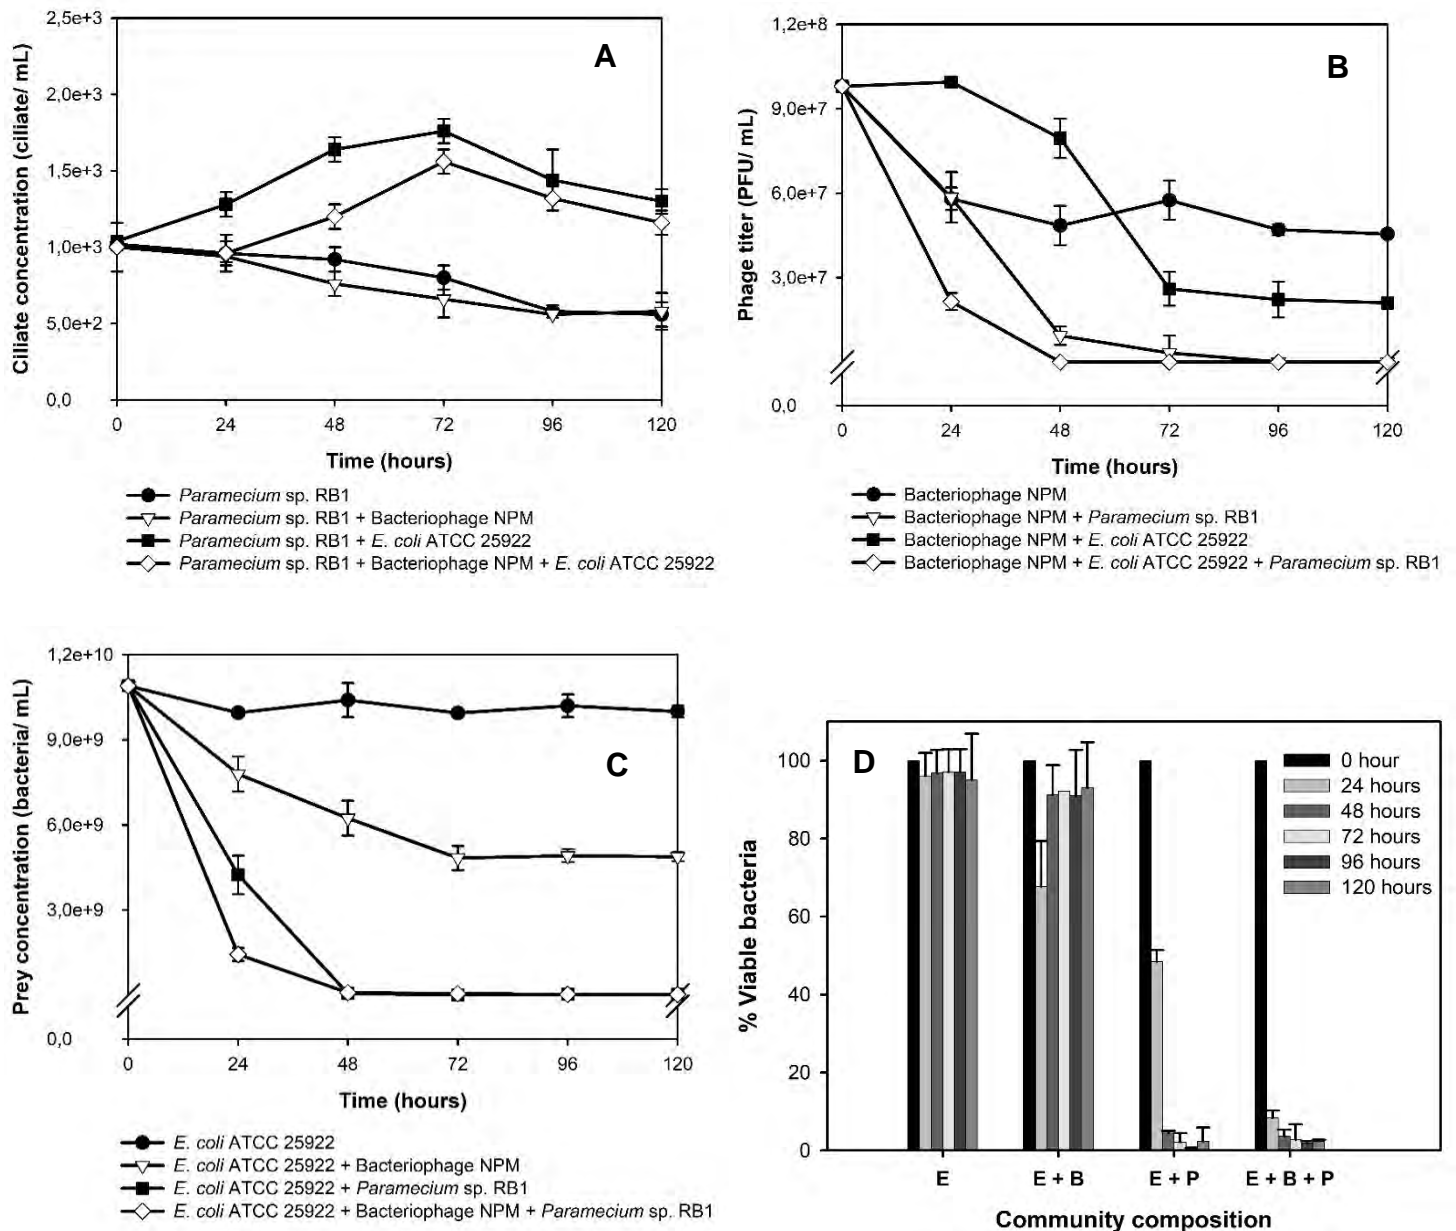 A
Ciliate concentration (ciliate/ mL)
2,5e+3
2,0e+3
1,5e+3
1,0e+3
5,0e+2
0,0
0 24 48 72 96 120
Time (hours)
Paramecium sp. RB1
Paramecium sp. RB1 + Bacteriophage NPM
Paramecium sp. RB1 + E. coli ATCC 25922
Paramecium sp. RB1 + Bacteriophage NPM + E. coli ATCC 25922
B
Phage titer (PFU/ mL)
1,2e+8
9,0e+7
6,0e+7
3,0e+7
0,0
0 24 48 72 96 120
Time (hours)
Bacteriophage NPM
Bacteriophage NPM + Paramecium sp. RB1
Bacteriophage NPM + E. coli ATCC 25922
Bacteriophage NPM + E. coli ATCC 25922 + Paramecium sp. RB1
C
Prey concentration (bacteria/ mL)
1,2e+10
9,0e+9
6,0e+9
3,0e+9
0,0
0 24 48 72 96 120
Time (hours)
E. coli ATCC 25922
E. coli ATCC 25922 + Bacteriophage NPM
E. coli ATCC 25922 + Paramecium sp. RB1
E. coli ATCC 25922 + Bacteriophage NPM + Paramecium sp. RB1
D
% Viable bacteria
100
80
60
40
20
0
0 hour
24 hours
48 hours
72 hours
96 hours
120 hours
E E + B E + P E + B + P
Community composition